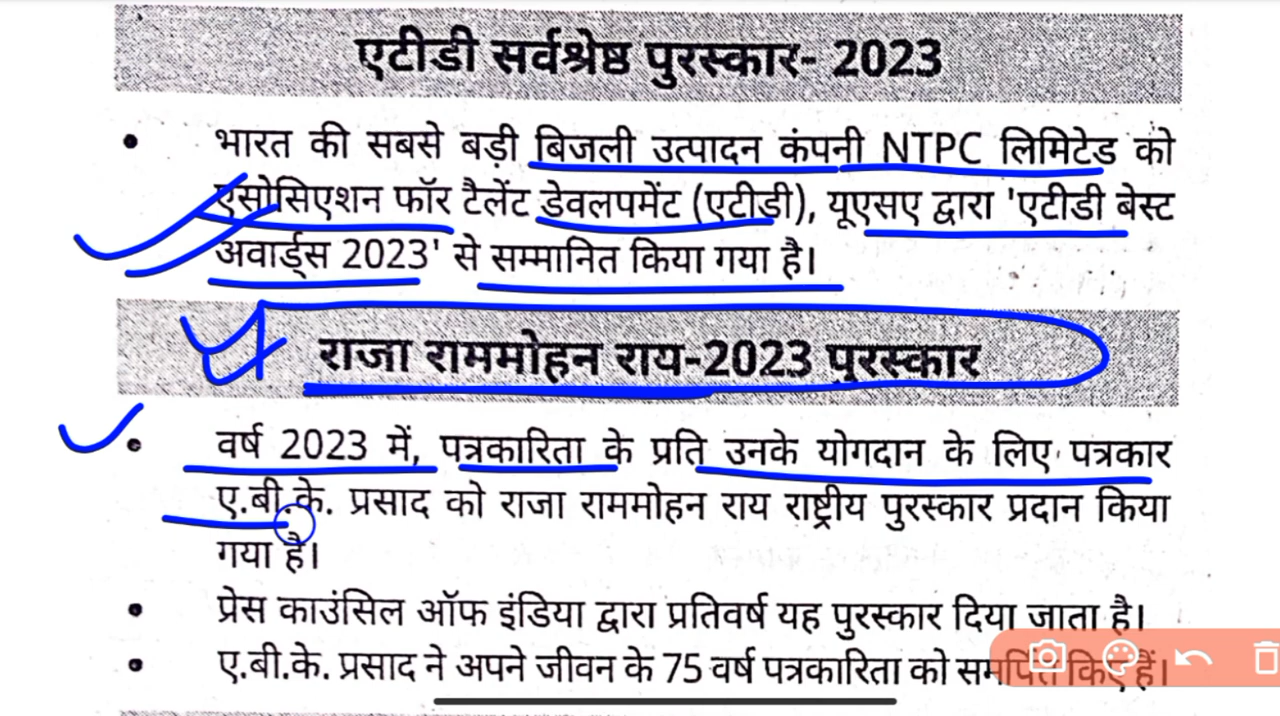 एटीडी सर्वश्रेष्ठ पुरस्कार- 2023
• भारत की सबसे बड़ी बिजली उत्पादन कंपनी NTPC लिमिटेड को
एसोसिएशन फॉर टैलेंट डेवलपमेंट (एटीडी), यूएसए द्वारा 'एटीडी बेस्ट
अवार्ड्स 2023' से सम्मानित किया गया है।
राजा राममोहन राय-2023 पुरस्कार
• वर्ष 2023 में, पत्रकारिता के प्रति उनके योगदान के लिए पत्रकार
ए.बी.के. प्रसाद को राजा राममोहन राय राष्ट्रीय पुरस्कार प्रदान किया
गया है।
• प्रेस काउंसिल ऑफ इंडिया द्वारा प्रतिवर्ष यह पुरस्कार दिया जाता है।
• ए.बी.के. प्रसाद ने अपने जीवन के 75 वर्ष पत्रकारिता को समर्पित किए हैं।